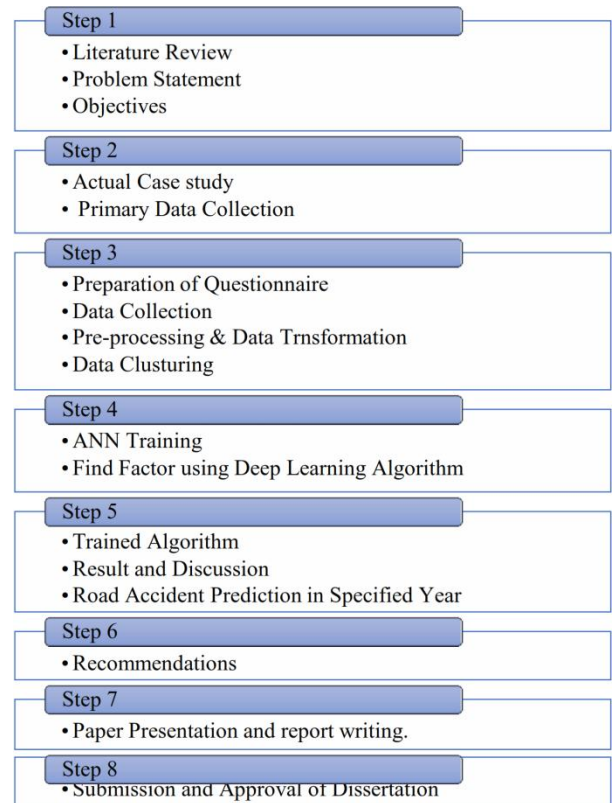 Step 1
• Literature Review
• Problem Statement
• Objectives
Step 2
• Actual Case study
• Primary Data Collection
Step 3
• Preparation of Questionnaire
• Data Collection
• Pre-processing & Data Trnsformation
• Data Clusturing
Step 4
• ANN Training
• Find Factor using Deep Learning Algorithm
Step 5
• Trained Algorithm
• Result and Discussion
• Road Accident Prediction in Specified Year
Step 6
• Recommendations
Step 7
• Paper Presentation and report writing.
Step 8
• Submission and Approval of Dissertation